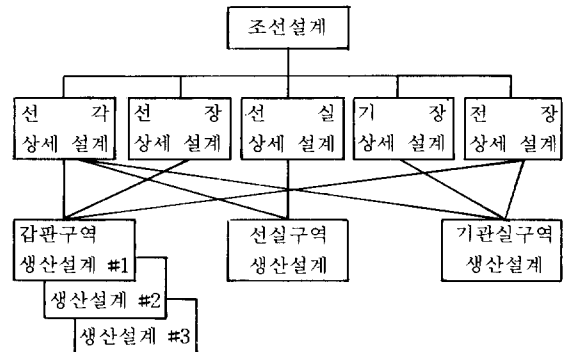 조선설계
선 각 선 장 선 실 기 장 전 장
상세 설계 상세 설계 상세 설계 상세 설계 상세 설계
갑판구역 선실구역 기관실구역
생산설계 #1 생산설계 생산설계
생산설계 #2
생산설계 #3